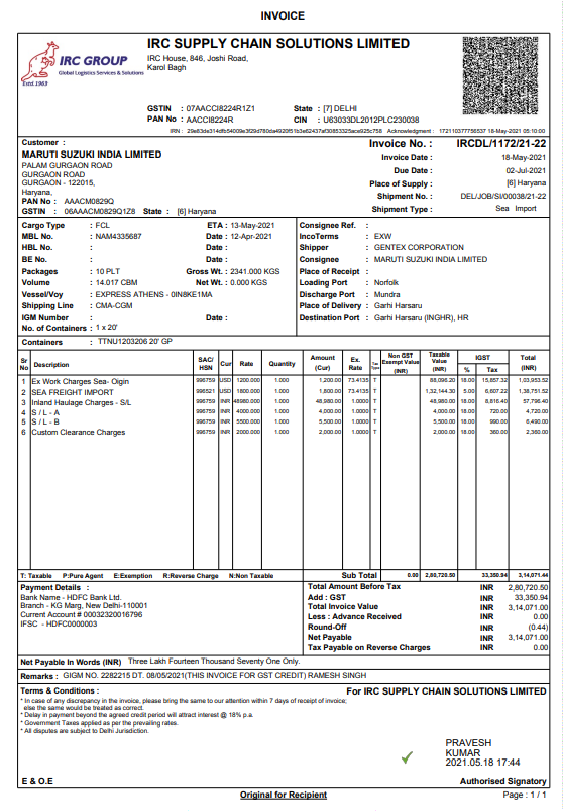 INVOICE
IRC GROUP
Global Logistics Services & Solutions
Estd.1963
IRC SUPPLY CHAIN SOLUTIONS LIMITED
IRC House, 846, Joshi Road,
Karol Bagh
GSTIN : 07AACCI8224R1Z1 State : [7] DELHI
PAN No : AACCI8224R CIN : U63033DL2012PLC230038
IRN : 29e83de314dfb54009e3f29d780da4920f51b3e62437af30853325ace925c758 Acknowledgment : 172110377756537 18-May-2021 05:10:00
Customer :
MARUTI SUZUKI INDIA LIMITED
PALAM GURGAON ROAD
GURGAON ROAD
GURGAOIN - 122015,
Haryana,
PAN No : AAACM0829Q
GSTIN : 06AAACM0829Q1Z8 State : [6] Haryana
Invoice No. : IRCDL/1172/21-22
Invoice Date : 18-May-2021
Due Date : 02-Jul-2021
Place of Supply : [6] Haryana
Shipment No. : DEL/JOB/SI/O0038/21-22
Shipment Type : Sea Import
Cargo Type : FCL ETA : 13-May-2021
MBL No. : NAM4335687 Date : 12-Apr-2021
HBL No. : Date :
BE No. : Date :
Packages : 10 PLT Gross Wt. : 2341.000 KGS
Volume : 14.017 CBM Net Wt. : 0.000 KGS
Vessel/Voy : EXPRESS ATHENS - 0IN8KE1MA
Shipping Line : CMA-CGM
IGM Number : Date :
No. of Containers : 1 x 20'
Consignee Ref. :
IncoTerms : EXW
Shipper : GENTEX CORPORATION
Consignee : MARUTI SUZUKI INDIA LIMITED
Place of Receipt :
Loading Port : Norfoilk
Discharge Port : Mundra
Place of Delivery : Garhi Harsaru
Destination Port : Garhi Harsaru (INGHR), HR
Containers : TTNU1203206 20' GP
Sr No Description SAC/ HSN Cur Rate Quantity Amount (Cur) Ex. Rate Tax Type Non GST Exempt Value (INR) Taxable Value (INR) IGST % Tax Total (INR)
1 Ex Work Charges Sea- Oigin 996759 USD 1200.000 1.000 1,200.00 73.4135 T 88,096.20 18.00 15,857.32 1,03,953.52
2 SEA FREIGHT IMPORT 996521 USD 1800.000 1.000 1,800.00 73.4135 T 1,32,144.30 5.00 6,607.22 1,38,751.52
3 Inland Haulage Charges - S/L 996759 INR 48980.000 1.000 48,980.00 1.0000 T 48,980.00 18.00 8,816.40 57,796.40
4 S / L - A 996759 INR 4000.000 1.000 4,000.00 1.0000 T 4,000.00 18.00 720.00 4,720.00
5 S / L - B 996759 INR 5500.000 1.000 5,500.00 1.0000 T 5,500.00 18.00 990.00 6,490.00
6 Custom Clearance Charges 996759 INR 2000.000 1.000 2,000.00 1.0000 T 2,000.00 18.00 360.00 2,360.00
T: Taxable P:Pure Agent E:Exemption R:Reverse Charge N:Non Taxable Sub Total 0.00 2,80,720.50 33,350.94 3,14,071.44
Payment Details :
Bank Name - HDFC Bank Ltd.
Branch - K.G Marg, New Delhi-110001
Current Account # 00032320016796
IFSC - HDFC0000003
Total Amount Before Tax INR 2,80,720.50
Add : GST INR 33,350.94
Total Invoice Value INR 3,14,071.00
Less : Advance Received INR 0.00
Round-Off INR (0.44)
Net Payable INR 3,14,071.00
Tax Payable on Reverse Charges INR 0.00
Net Payable In Words (INR) Three Lakh Fourteen Thousand Seventy One Only.
Remarks : GIGM NO. 2282215 DT. 08/05/2021(THIS INVOICE FOR GST CREDIT) RAMESH SINGH
Terms & Conditions :
* In case of any discrepancy in the invoice, please bring the same to our attention within 7 days of receipt of invoice;
else the same would be treated as correct.
* Delay in payment beyond the agreed credit period will attract interest @ 18% p.a.
* Government Taxes applied as per the prevailing rates.
* All disputes are subject to Delhi Jurisdiction.
For IRC SUPPLY CHAIN SOLUTIONS LIMITED
PRAVESH
KUMAR
2021.05.18 17:44
E & O.E Authorised Signatory
Original for Recipient Page : 1 / 1